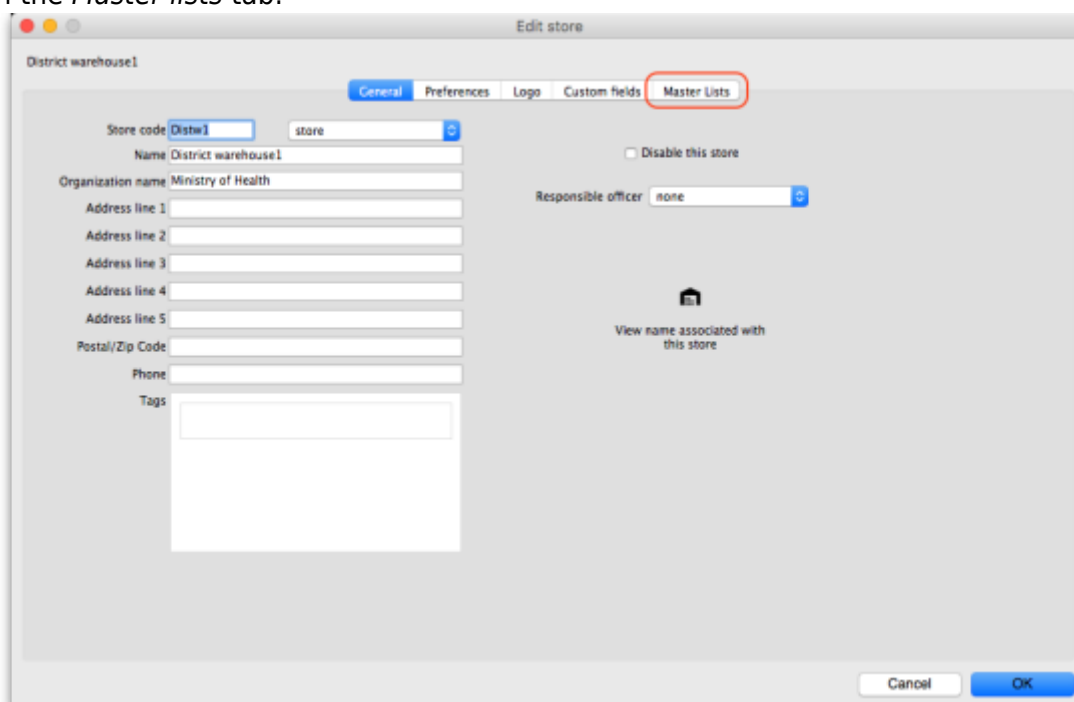 the Master lists tab.
Edit store
District warehouse1
General Preferences Logo Custom fields Master Lists
Store code Distw1 store
Disable this store
Name District warehouse1
Organization name Ministry of Health
Responsible officer none
Address line 1
Address line 2
Address line 3
Address line 4
Address line 5
View name associated with
this store
Postal/Zip Code
Phone
Tags
Cancel OK